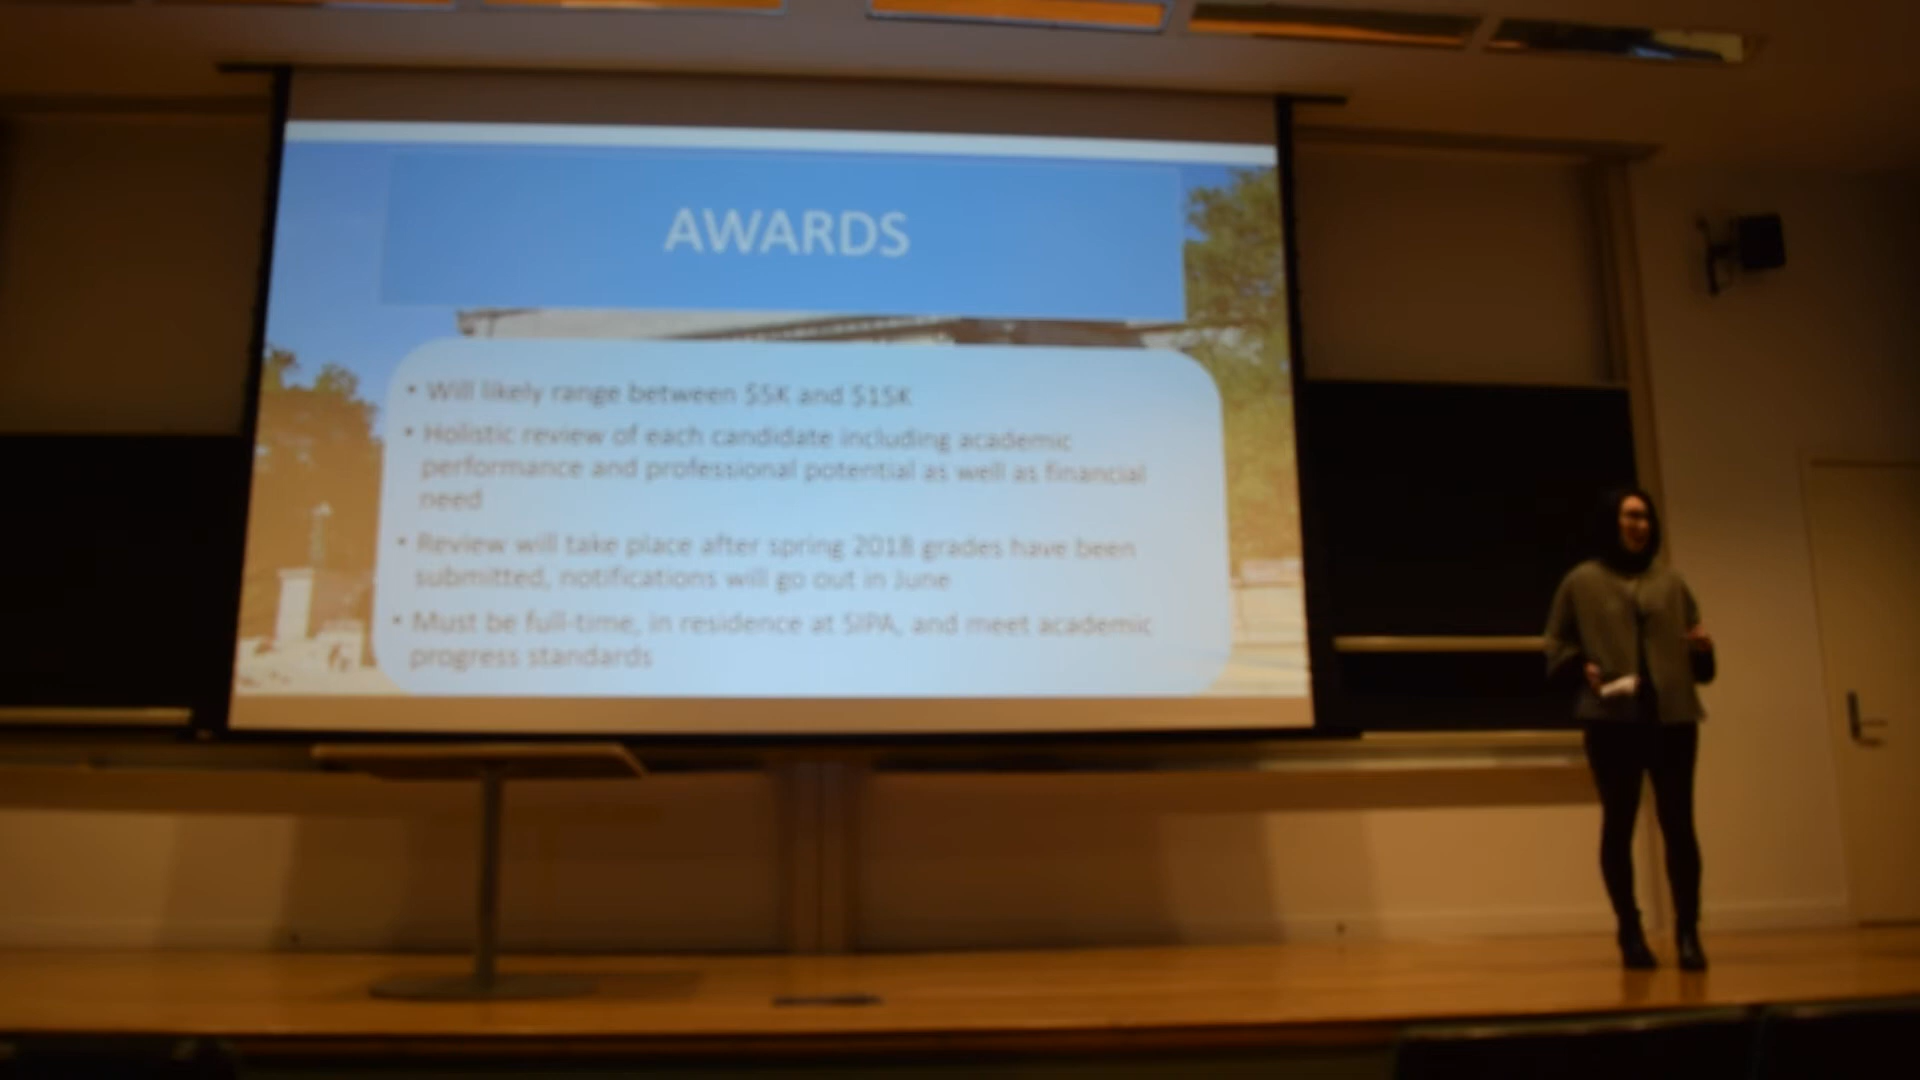 AWARDS
• Will likely range between $5K and $15K
• Holistic review of each candidate including academic
performance and professional potential as well as financial
need
• Review will take place after spring 2018 grades have been
submitted, notifications will go out in June
• Must be full-time, in residence at SIPA, and meet academic
progress standards